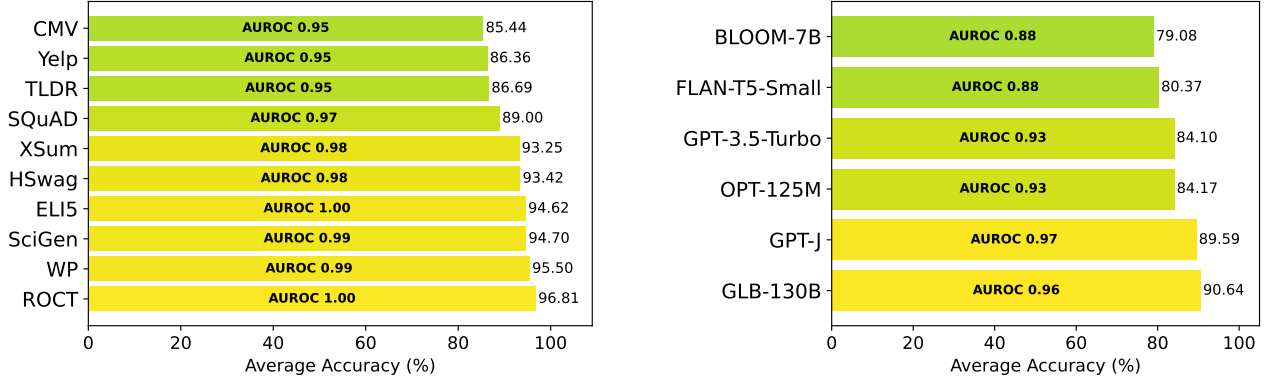 CMV AUROC 0.95 85.44
Yelp AUROC 0.95 86.36
TLDR AUROC 0.95 86.69
SQuAD AUROC 0.97 89.00
XSum AUROC 0.98 93.25
HSwag AUROC 0.98 93.42
ELI5 AUROC 1.00 94.62
SciGen AUROC 0.99 94.70
WP AUROC 0.99 95.50
ROCT AUROC 1.00 96.81
0 20 40 60 80 100
Average Accuracy (%)
BLOOM-7B AUROC 0.88 79.08
FLAN-T5-Small AUROC 0.88 80.37
GPT-3.5-Turbo AUROC 0.93 84.10
OPT-125M AUROC 0.93 84.17
GPT-J AUROC 0.97 89.59
GLB-130B AUROC 0.96 90.64
0 20 40 60 80 100
Average Accuracy (%)